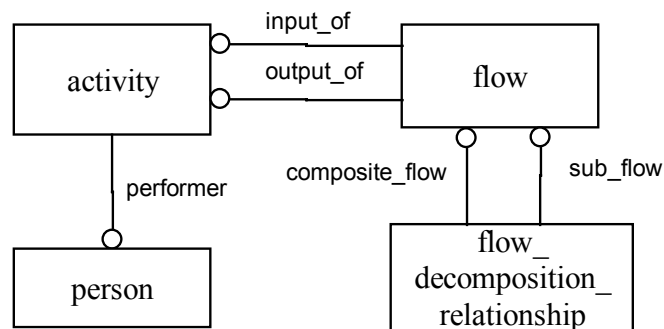 input_of
activity
output_of
flow
performer
composite_flow
sub_flow
person
flow_
decomposition_
relationship